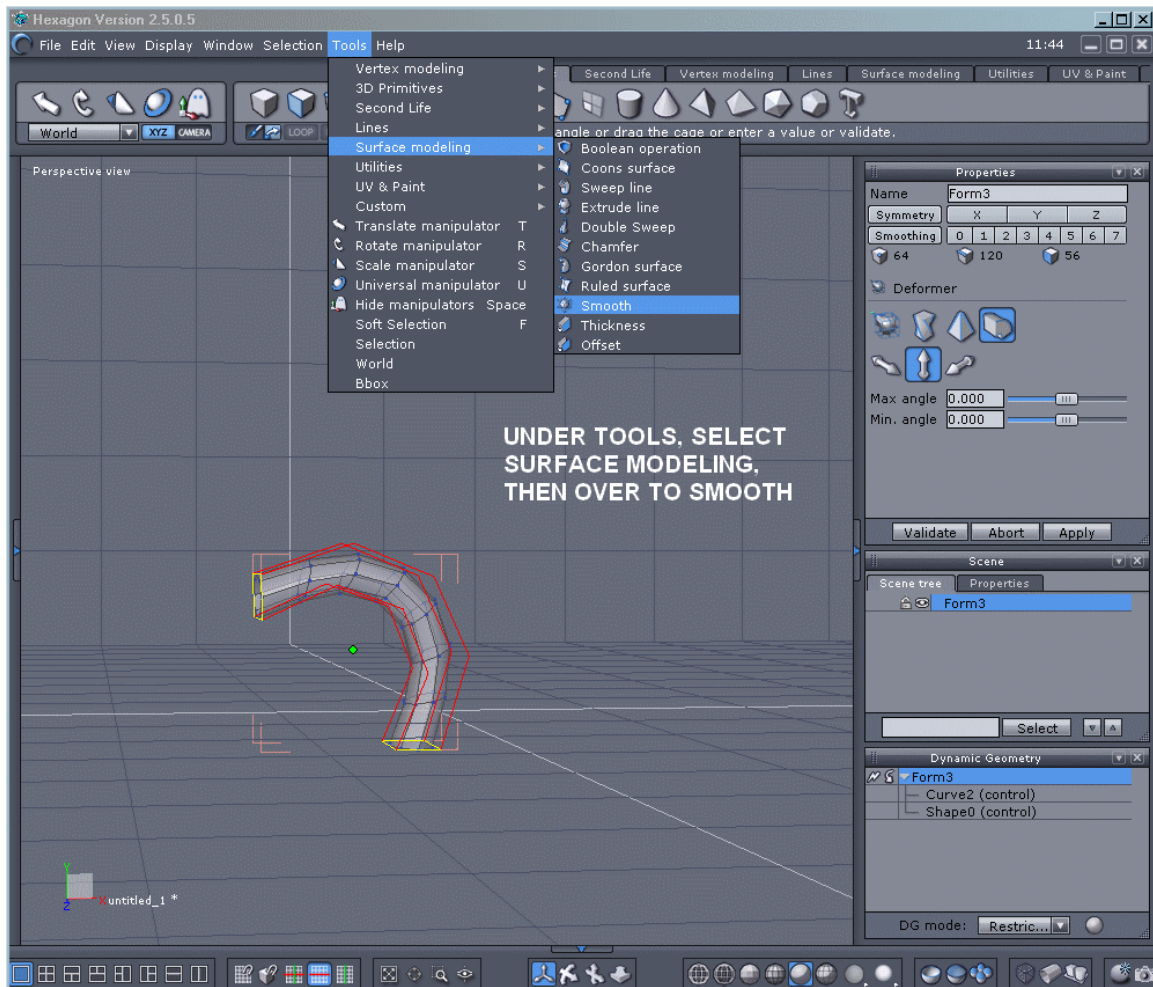 Hexagon Version 2.5.0.5
File Edit View Display Window Selection Tools Help
11:44
Second Life Vertex modeling Lines Surface modeling Utilities UV & Paint
World XYZ CAMERA
LOOP
angle or drag the cage or enter a value or validate.
Perspective view
Vertex modeling
3D Primitives
Second Life
Lines
Surface modeling
Utilities
UV & Paint
Custom
Translate manipulator T
Rotate manipulator R
Scale manipulator S
Universal manipulator U
Hide manipulators Space
Soft Selection F
Selection
World
Bbox
Boolean operation
Coons surface
Sweep line
Extrude line
Double Sweep
Chamfer
Gordon surface
Ruled surface
Smooth
Thickness
Offset
UNDER TOOLS, SELECT
SURFACE MODELING,
THEN OVER TO SMOOTH
Properties
Name Form3
Symmetry X Y Z
Smoothing 0 1 2 3 4 5 6 7
64 120 56
Deformer
Max angle 0.000
Min. angle 0.000
Validate Abort Apply
Scene
Scene tree Properties
Form3
Select
Dynamic Geometry
Form3
Curve2 (control)
Shape0 (control)
DG mode: Restric...
Y
X
Z
untitled_1 *